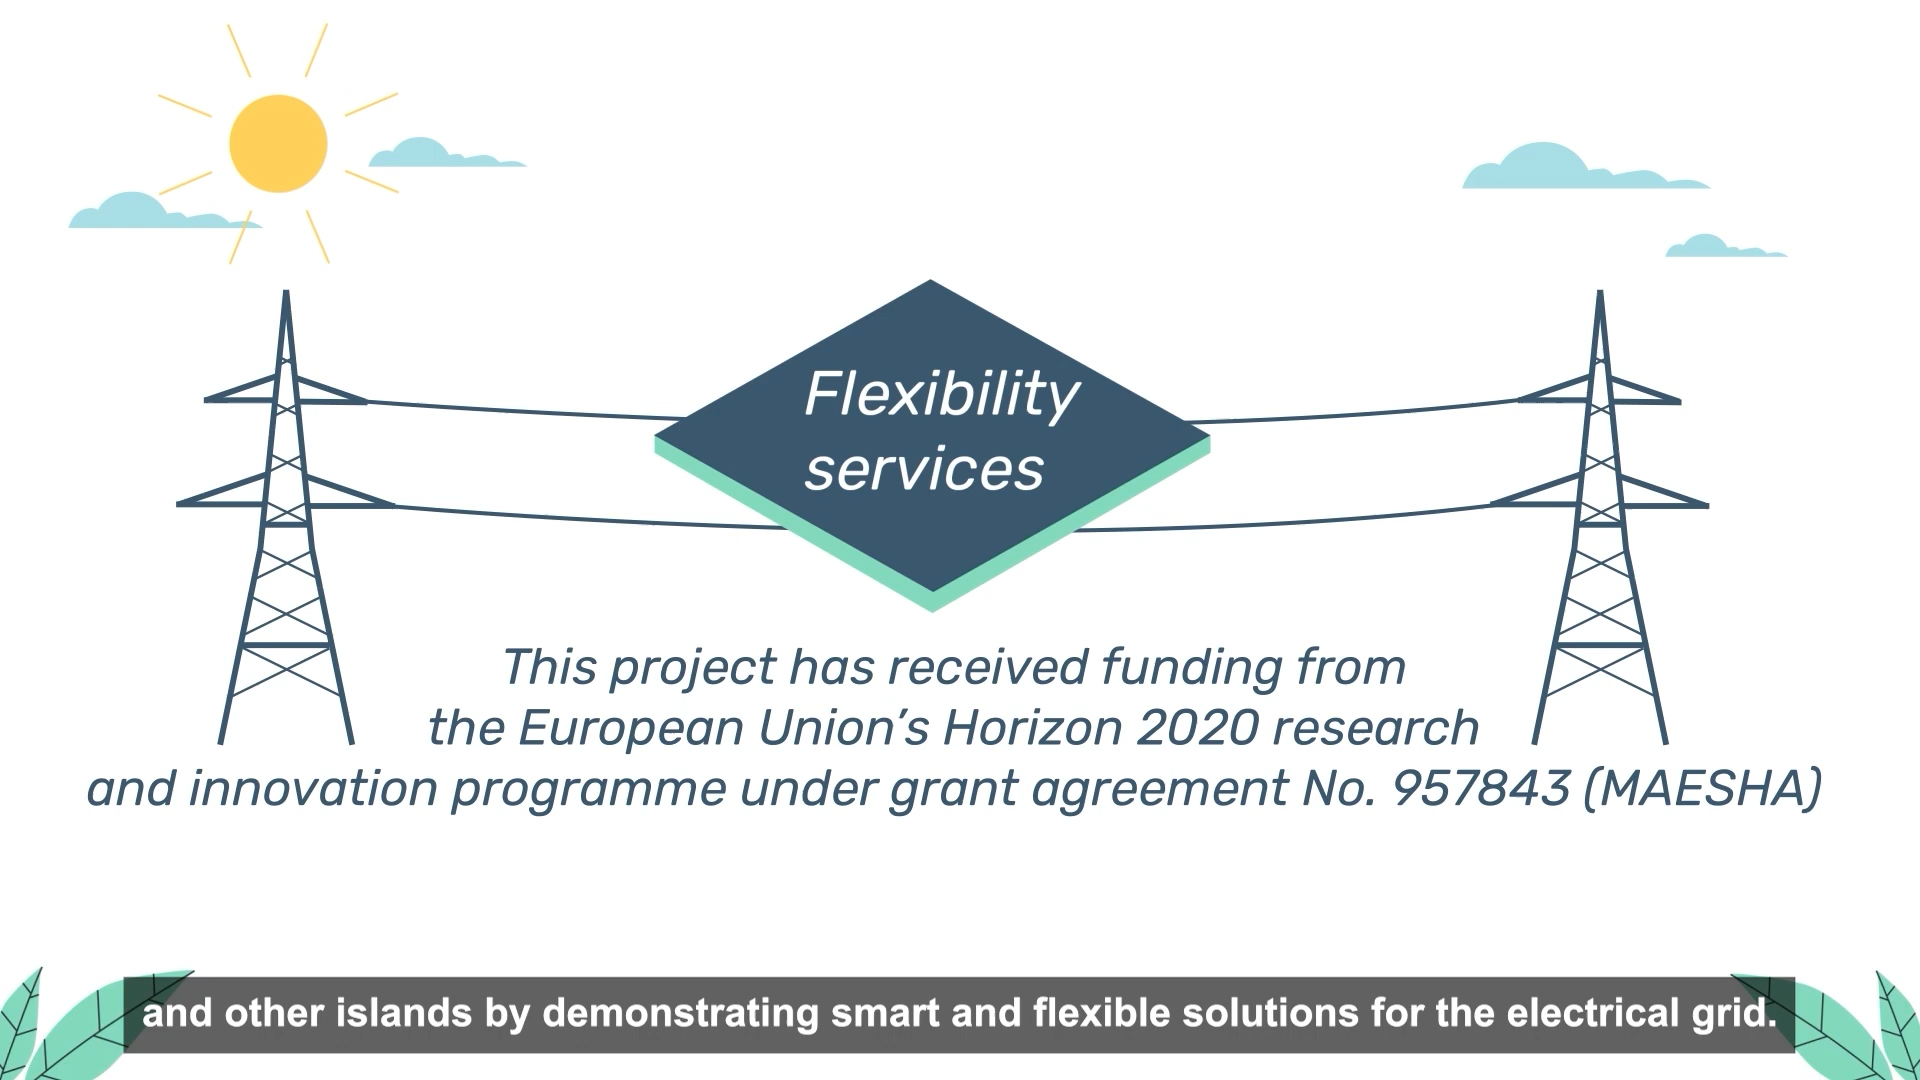 Flexibility
services
This project has received funding from
the European Union’s Horizon 2020 research
and innovation programme under grant agreement No. 957843 (MAESHA)
and other islands by demonstrating smart and flexible solutions for the electrical grid.